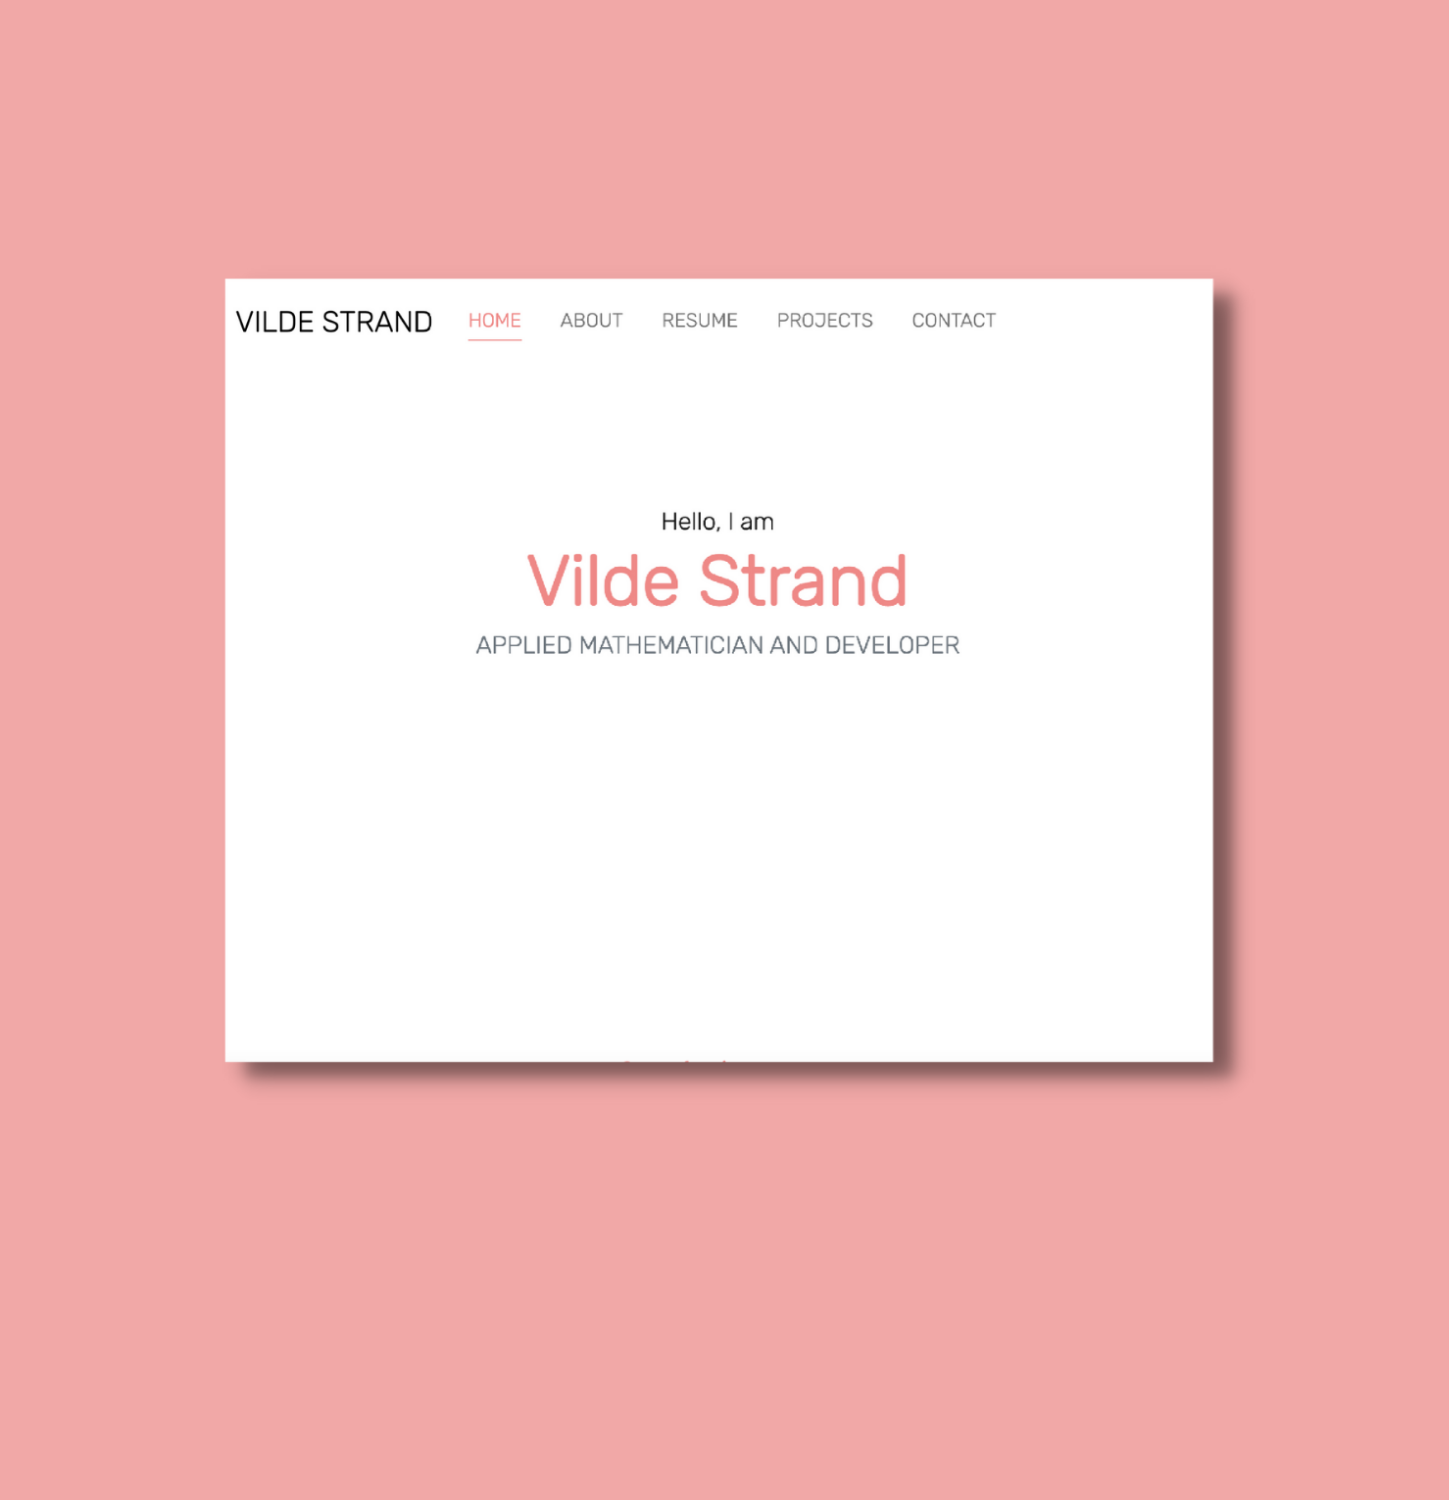 VILDE STRAND HOME ABOUT RESUME PROJECTS CONTACT
Hello, I am
Vilde Strand
APPLIED MATHEMATICIAN AND DEVELOPER